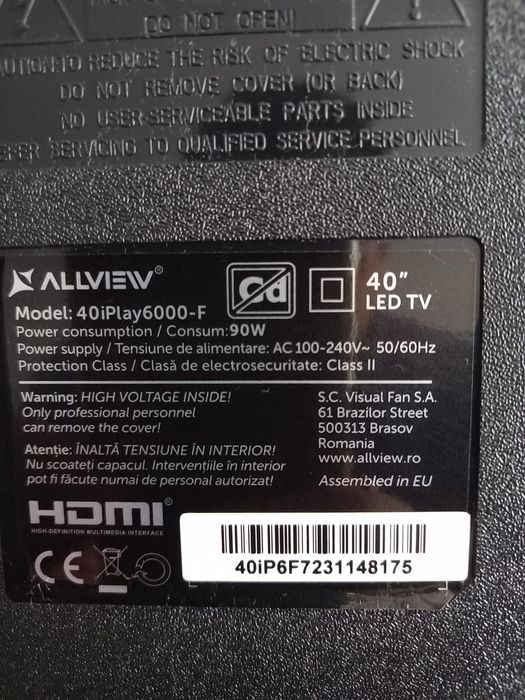 DO NOT OPEN!
TO REDUCE THE RISK OF ELECTRIC SHOCK
DO NOT REMOVE COVER (OR BACK)
NO USER-SERVICEABLE PARTS INSIDE
SERVICING TO QUALIFIED SERVICE PERSONNEL
ALLVIEW®
Cd
40"
LED TV
Model: 40iPlay6000-F
Power consumption / Consum: 90W
Power supply / Tensiune de alimentare: AC 100-240V~ 50/60Hz
Protection Class / Clasă de electrosecuritate: Class II
Warning: HIGH VOLTAGE INSIDE!
Only professional personnel
can remove the cover!
Atenție: ÎNALTĂ TENSIUNE ÎN INTERIOR!
Nu scoateți capacul. Intervențiile în interior
pot fi făcute numai de personal autorizat!
S.C. Visual Fan S.A.
61 Brazilor Street
500313 Brasov
Romania
www.allview.ro
Assembled in EU
HDMI®
HIGH-DEFINITION MULTIMEDIA INTERFACE
CE
40iP6F7231148175